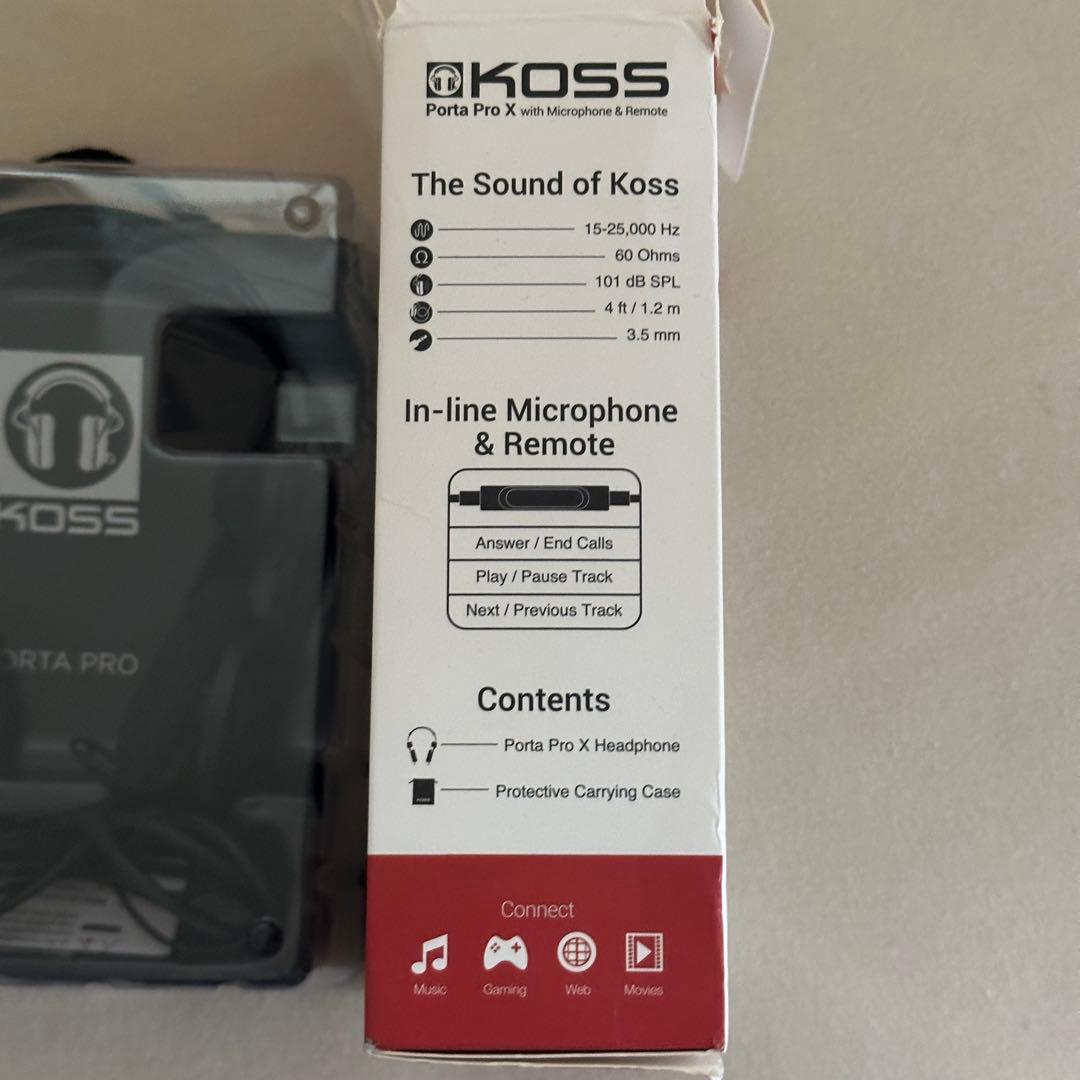 KOSS
Porta Pro X with Microphone & Remote
The Sound of Koss
15-25,000 Hz
Ω 60 Ohms
101 dB SPL
4 ft / 1.2 m
3.5 mm
In-line Microphone
& Remote
Answer / End Calls
Play / Pause Track
Next / Previous Track
Contents
Porta Pro X Headphone
Protective Carrying Case
Connect
Music Gaming Web Movies
KOSS
PRO